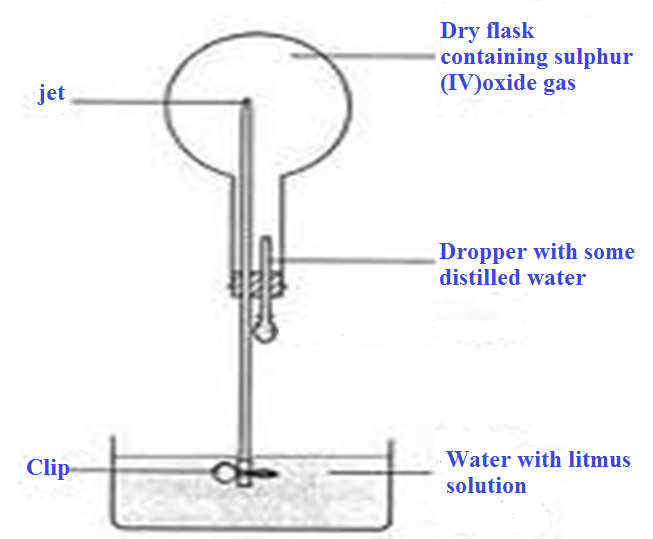 Dry flask
containing sulphur
(IV)oxide gas
jet
Dropper with some
distilled water
Clip
Water with litmus
solution